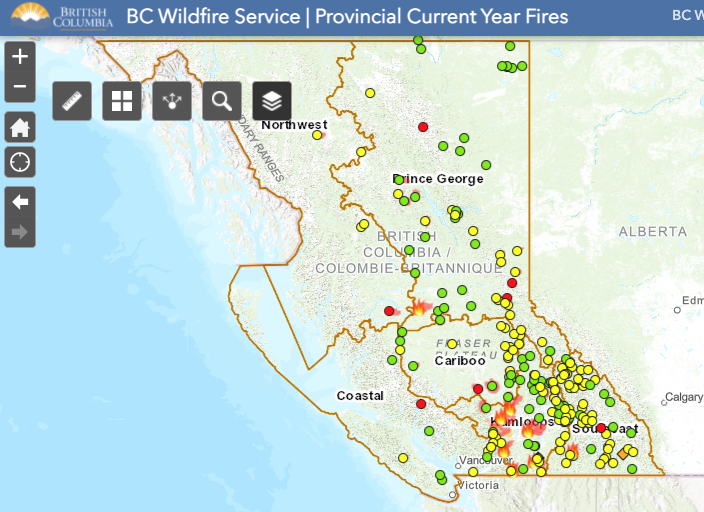 BRITISH
COLUMBIA
BC Wildfire Service | Provincial Current Year Fires
BC W
Northwest
DARY RANGES
Prince George
ALBERTA
BRITISH
COLUMBIA /
COLOMBIE-BRITANNIQUE
Edm
FRASER
PLATEAU
Cariboo
Coastal
Calgary
Kamloops
Southeast
Vancouver
Victoria